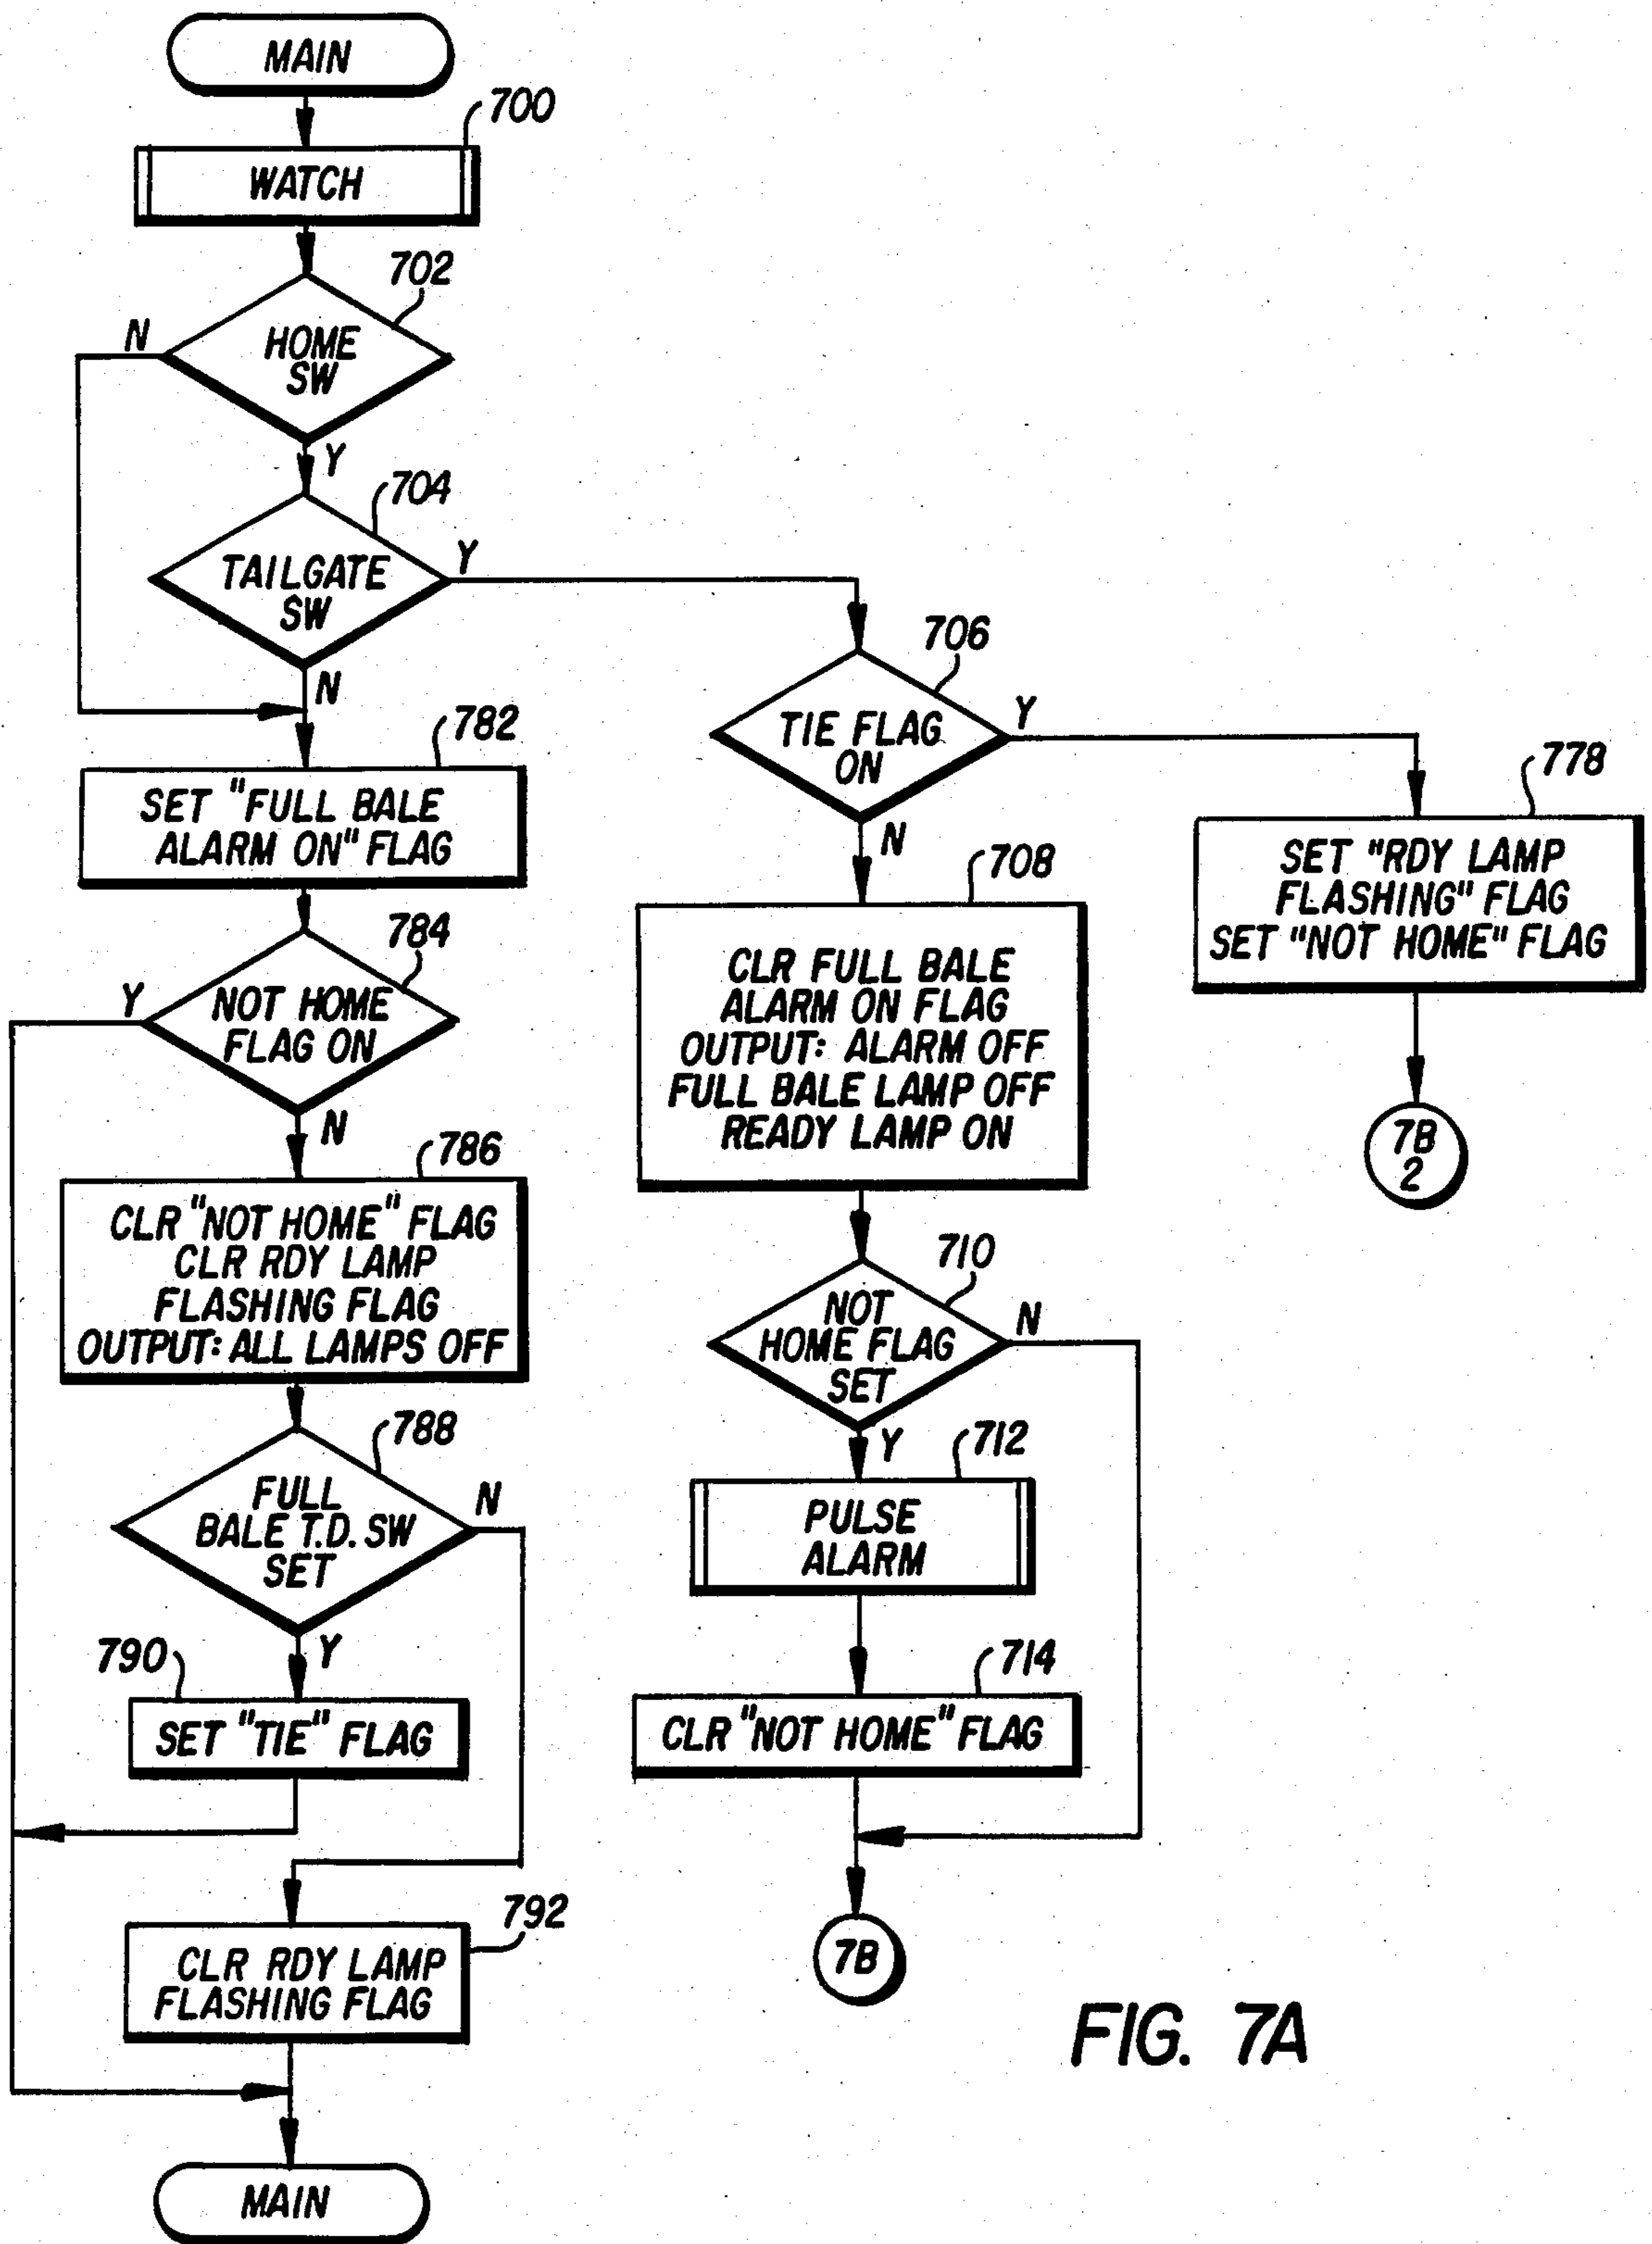 MAIN
700
WATCH
702
N
HOME
SW
Y
704
TAILGATE
SW
Y
N
782
SET "FULL BALE
ALARM ON" FLAG
784
Y
NOT HOME
FLAG ON
N
786
CLR "NOT HOME" FLAG
CLR RDY LAMP
FLASHING FLAG
OUTPUT: ALL LAMPS OFF
788
FULL
BALE T.D. SW
SET
N
Y
790
SET "TIE" FLAG
792
CLR RDY LAMP
FLASHING FLAG
MAIN
706
TIE FLAG
ON
Y
N
708
CLR FULL BALE
ALARM ON FLAG
OUTPUT: ALARM OFF
FULL BALE LAMP OFF
READY LAMP ON
710
NOT
HOME FLAG
SET
N
Y
712
PULSE
ALARM
714
CLR "NOT HOME" FLAG
7B
778
SET "RDY LAMP
FLASHING" FLAG
SET "NOT HOME" FLAG
7B
2
FIG. 7A